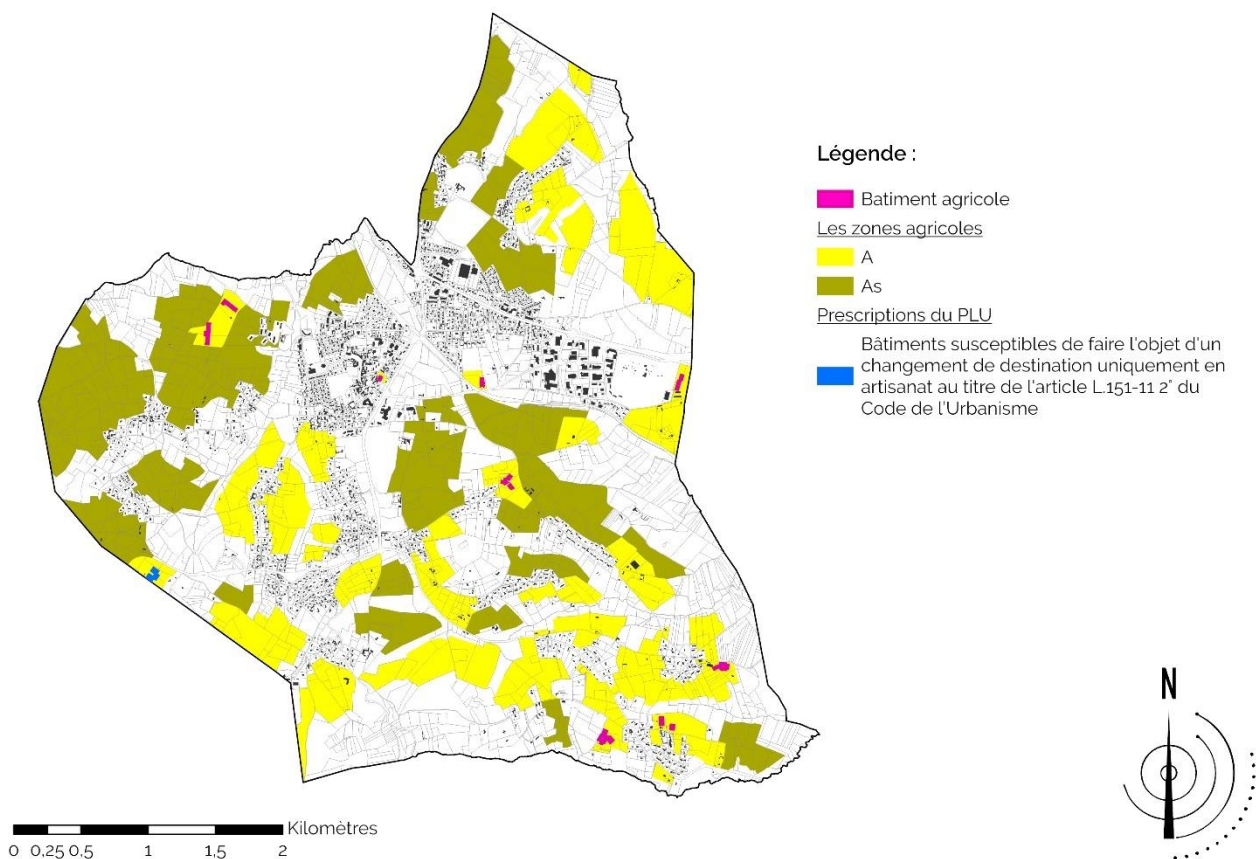 Légende :
Batiment agricole
Les zones agricoles
A
As
Prescriptions du PLU
Bâtiments susceptibles de faire l'objet d'un
changement de destination uniquement en
artisanat au titre de l'article L.151-11 2° du
Code de l'Urbanisme
N
Kilomètres
0 0,25 0,5 1 1,5 2